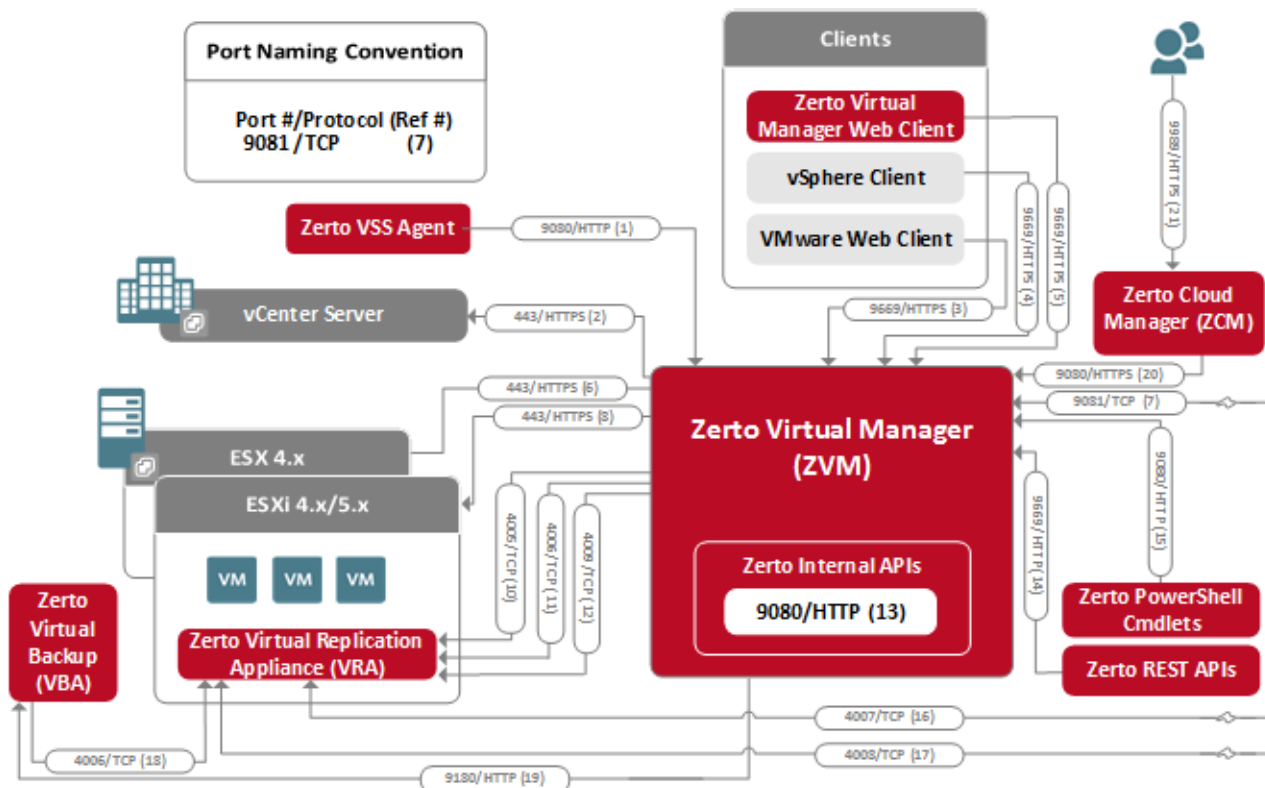 Port Naming Convention
Port #/Protocol (Ref #)
9081/TCP (7)
Clients
Zerto Virtual
Manager Web Client
vSphere Client
VMware Web Client
9989/HTTPS (21)
Zerto VSS Agent
9080/HTTP (1)
9669/HTTPS (4)
9669/HTTPS (5)
vCenter Server
443/HTTPS (2)
9669/HTTPS (3)
Zerto Cloud
Manager (ZCM)
9080/HTTPS (20)
9081/TCP (7)
443/HTTPS (6)
443/HTTPS (8)
ESX 4.x
ESXi 4.x/5.x
Zerto Virtual Manager
(ZVM)
4005/TCP (10)
4006/TCP (11)
4009/TCP (12)
9669/HTTP (14)
9080/HTTP (15)
VM
VM
VM
Zerto Internal APIs
9080/HTTP (13)
Zerto
Virtual
Backup
(VBA)
Zerto Virtual Replication
Appliance (VRA)
Zerto PowerShell
Cmdlets
Zerto REST APIs
4007/TCP (16)
4006/TCP (18)
4008/TCP (17)
9180/HTTP (19)